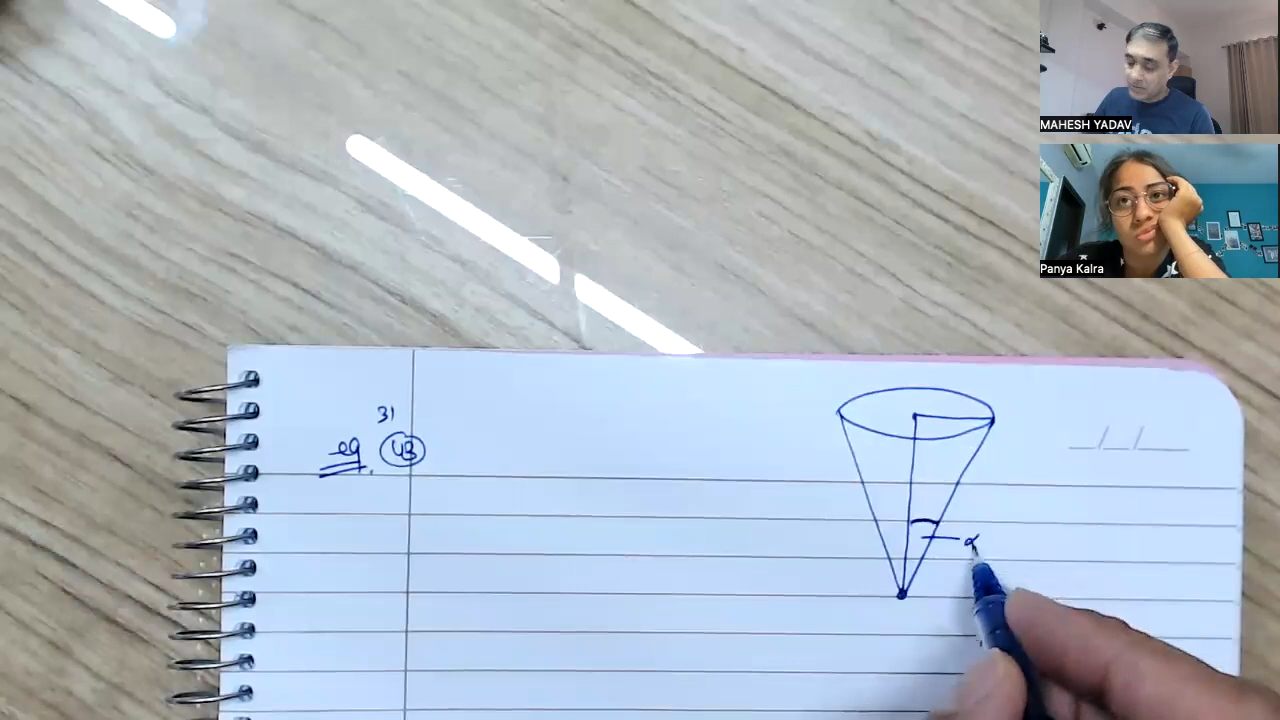 MAHESH YADAV
Panya Kalra
31
eg. 43
_/_/_
α